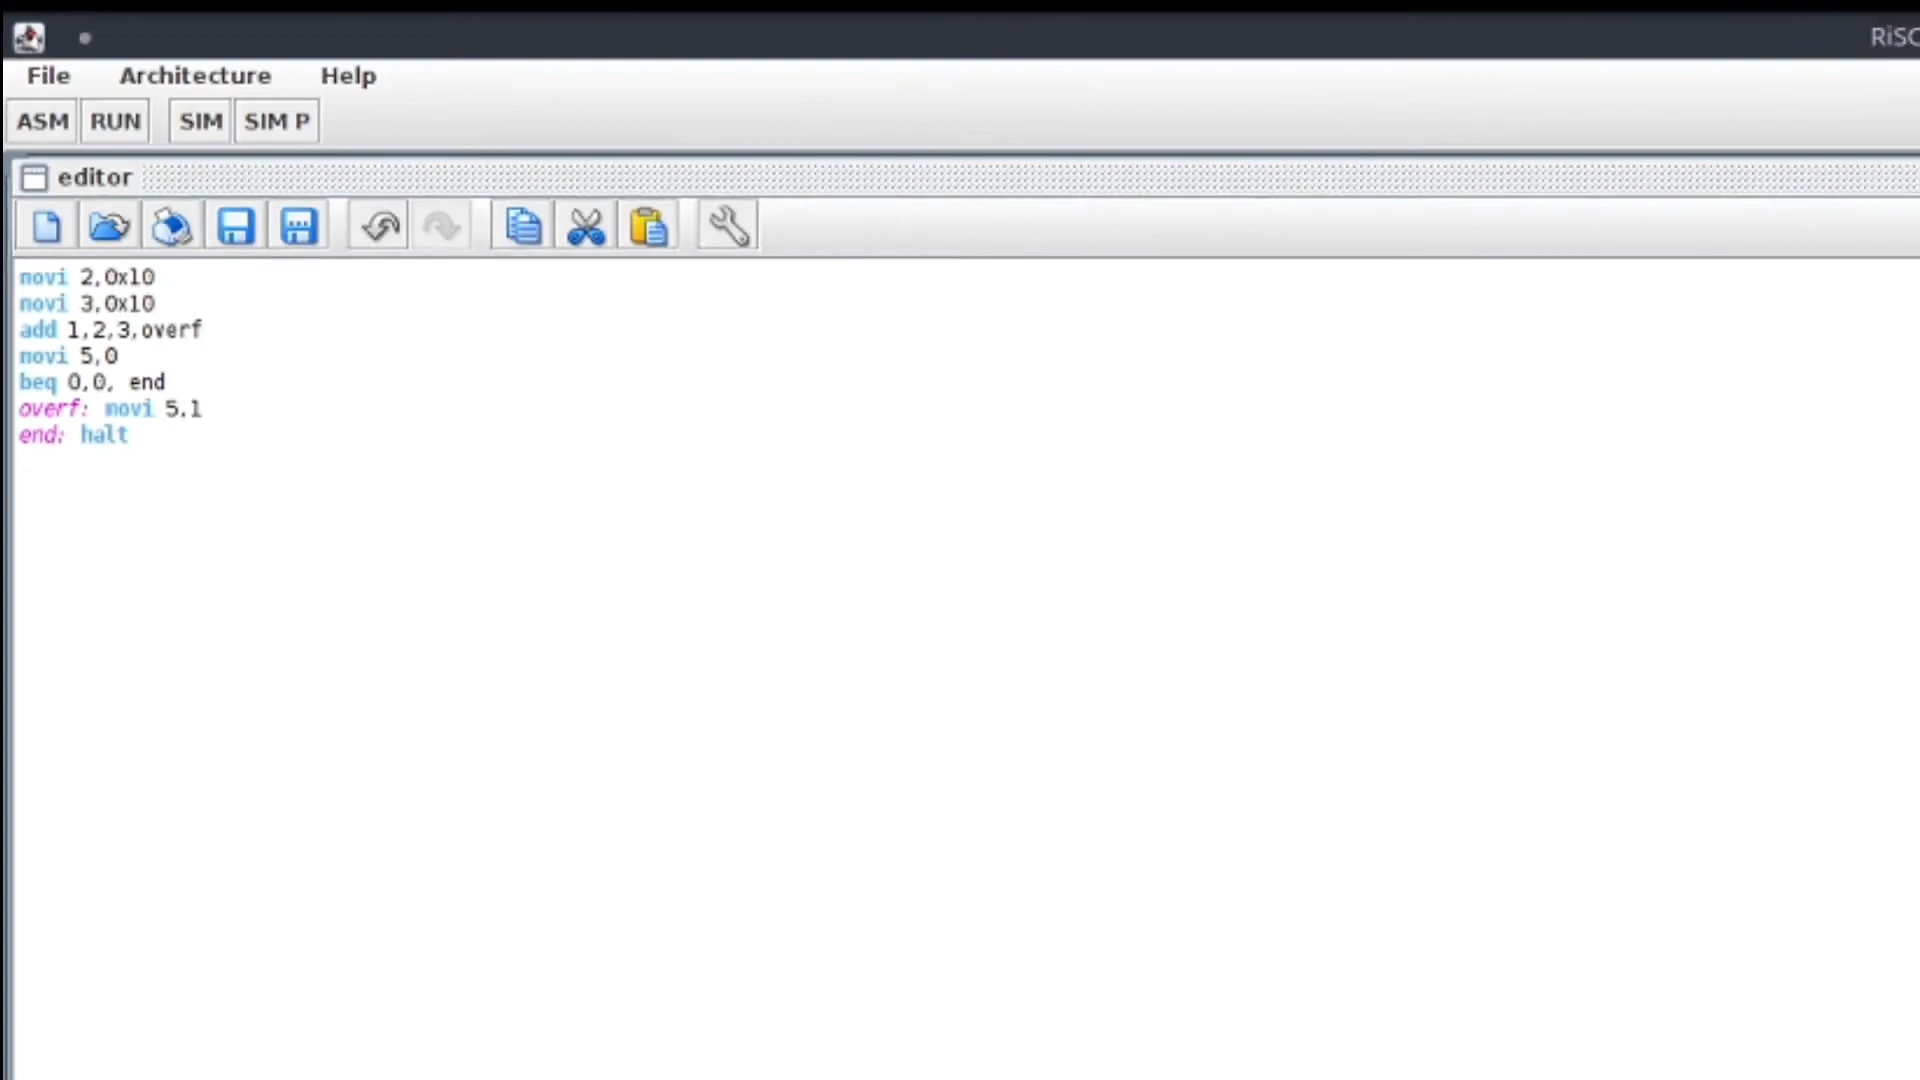 RiSC
File Architecture Help
ASM RUN SIM SIM P
editor
movi 2,0x10
movi 3,0x10
add 1,2,3,overf
movi 5,0
beq 0,0, end
overf: movi 5,1
end: halt